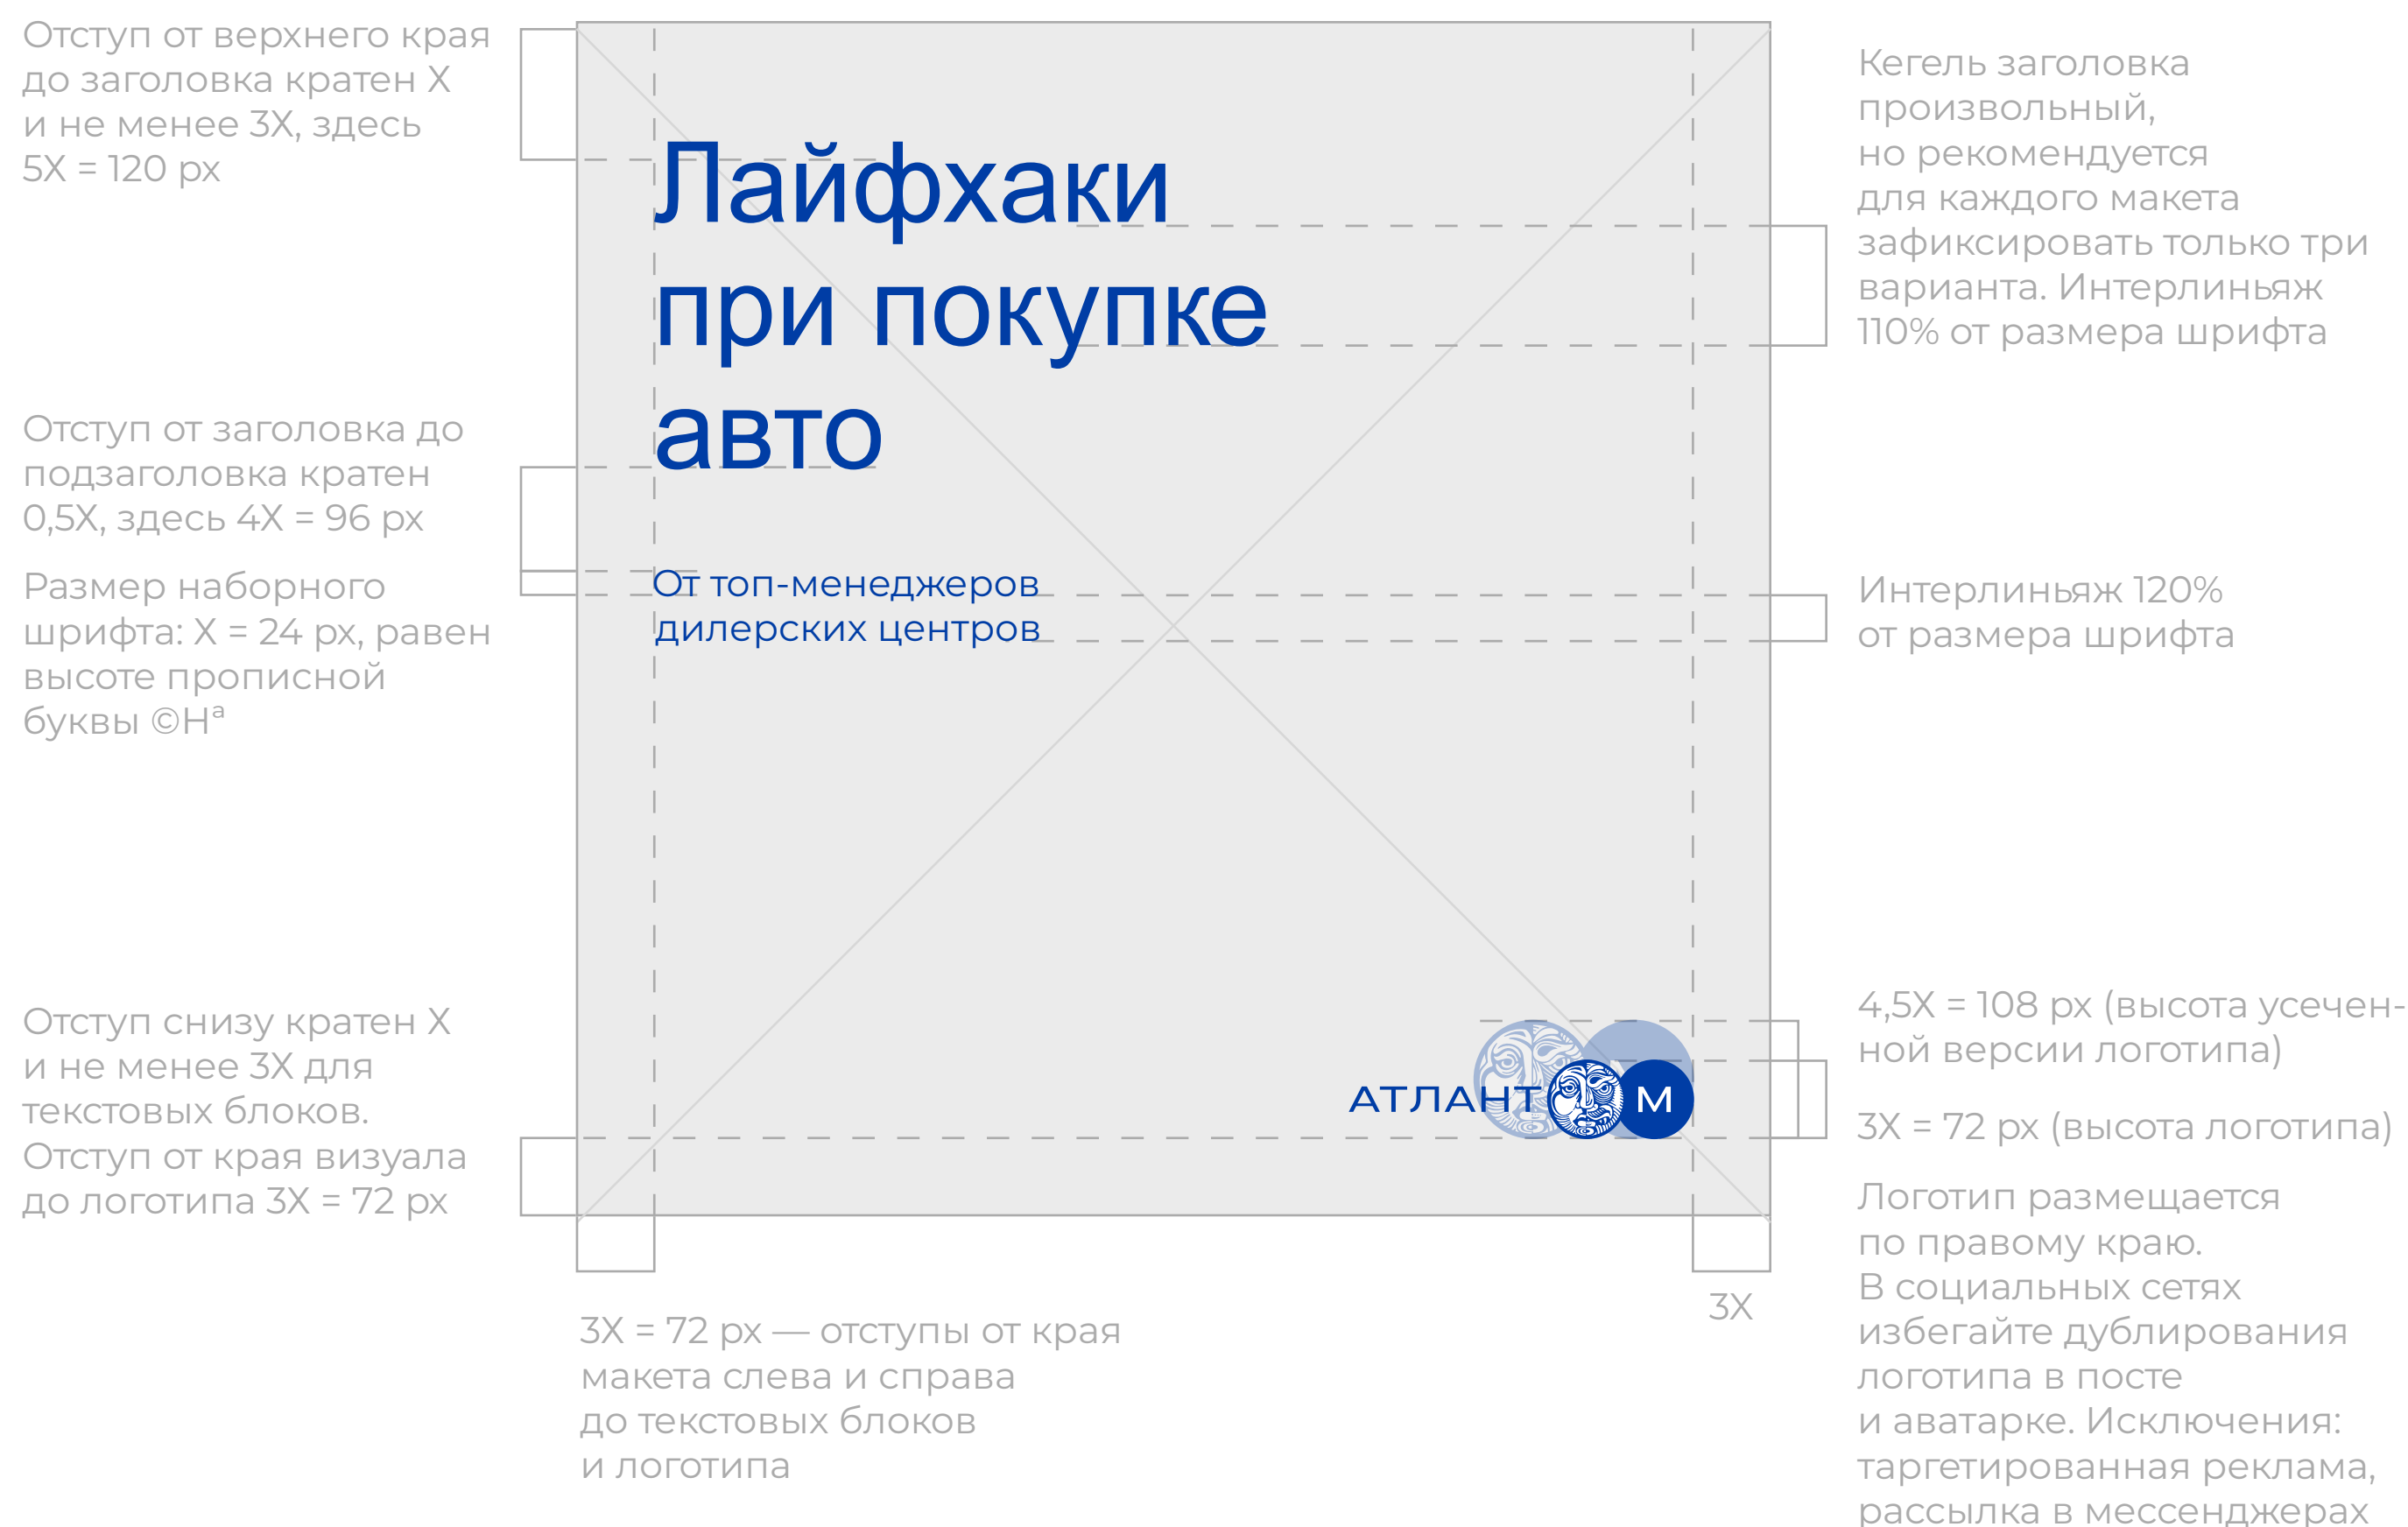 Отступ от верхнего края
до заголовка кратен X
и не менее 3X, здесь
5X = 120 px
Отступ от заголовка до
подзаголовка кратен
0,5X, здесь 4X = 96 px
Размер наборного
шрифта: X = 24 px, равен
высоте прописной
буквы ©Hª
Отступ снизу кратен X
и не менее 3X для
текстовых блоков.
Отступ от края визуала
до логотипа 3X = 72 px
Лайфхаки
при покупке
авто
От топ-менеджеров
дилерских центров
АТЛАНТ М
3X = 72 px — отступы от края
макета слева и справа
до текстовых блоков
и логотипа
3X
Кегель заголовка
произвольный,
но рекомендуется
для каждого макета
зафиксировать только три
варианта. Интерлиньяж
110% от размера шрифта
Интерлиньяж 120%
от размера шрифта
4,5X = 108 px (высота усечен-
ной версии логотипа)
3X = 72 px (высота логотипа)
Логотип размещается
по правому краю.
В социальных сетях
избегайте дублирования
логотипа в посте
и аватарке. Исключения:
таргетированная реклама,
рассылка в мессенджерах